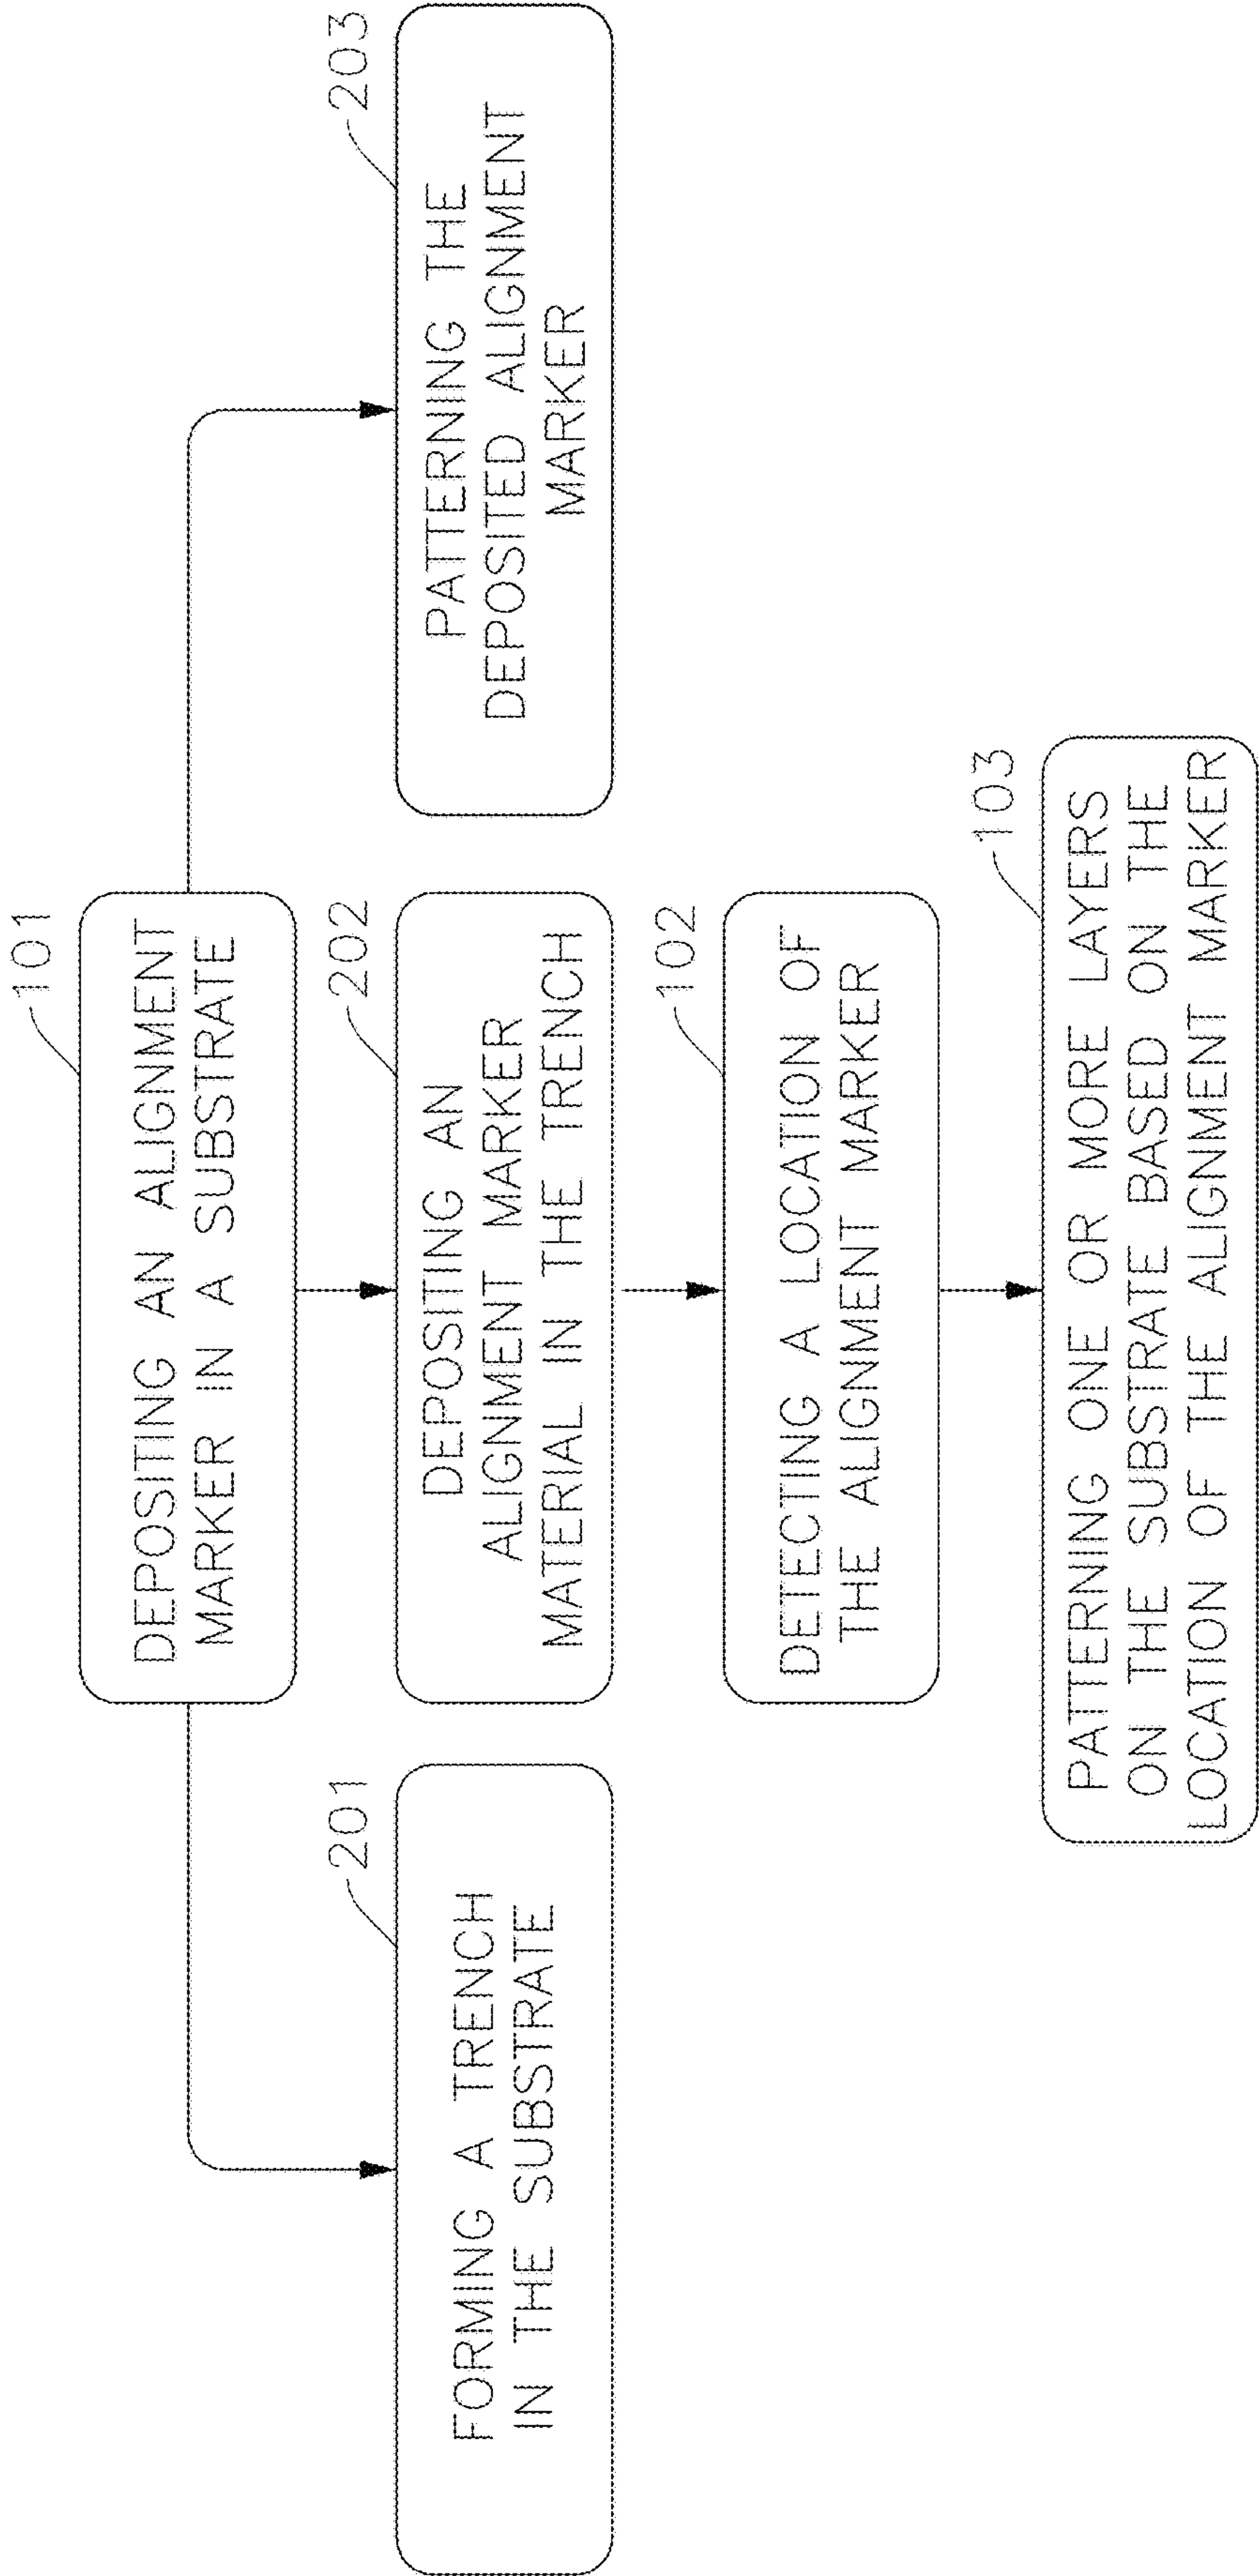 101
DEPOSITING AN ALIGNMENT
MARKER IN A SUBSTRATE
201
FORMING A TRENCH
IN THE SUBSTRATE
202
DEPOSITING AN
ALIGNMENT MARKER
MATERIAL IN THE TRENCH
203
PATTERNING THE
DEPOSITED ALIGNMENT
MARKER
102
DETECTING A LOCATION OF
THE ALIGNMENT MARKER
103
PATTERNING ONE OR MORE LAYERS
ON THE SUBSTRATE BASED ON THE
LOCATION OF THE ALIGNMENT MARKER